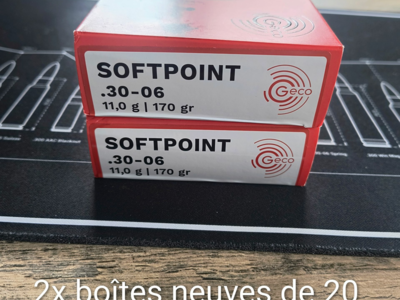 SOFTPOINT
.30-06
11,0 g | 170 gr
Geco
SOFTPOINT
.30-06
11,0 g | 170 gr
Geco
2x boîtes neuves de 20